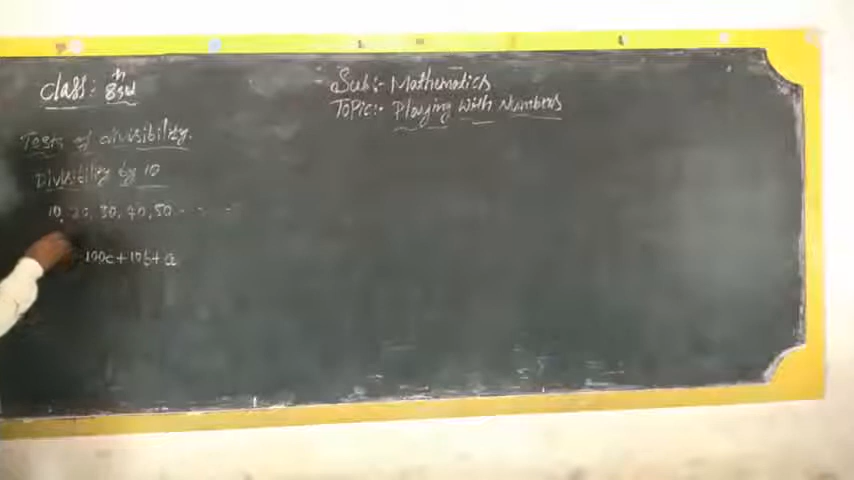 Class: 8th
Sub:- Mathematics
Topic:- Playing with Numbers
Tests of divisibility.
Divisibility by 10
10, 20, 30, 40, 50 - - -
100c + 10b + a